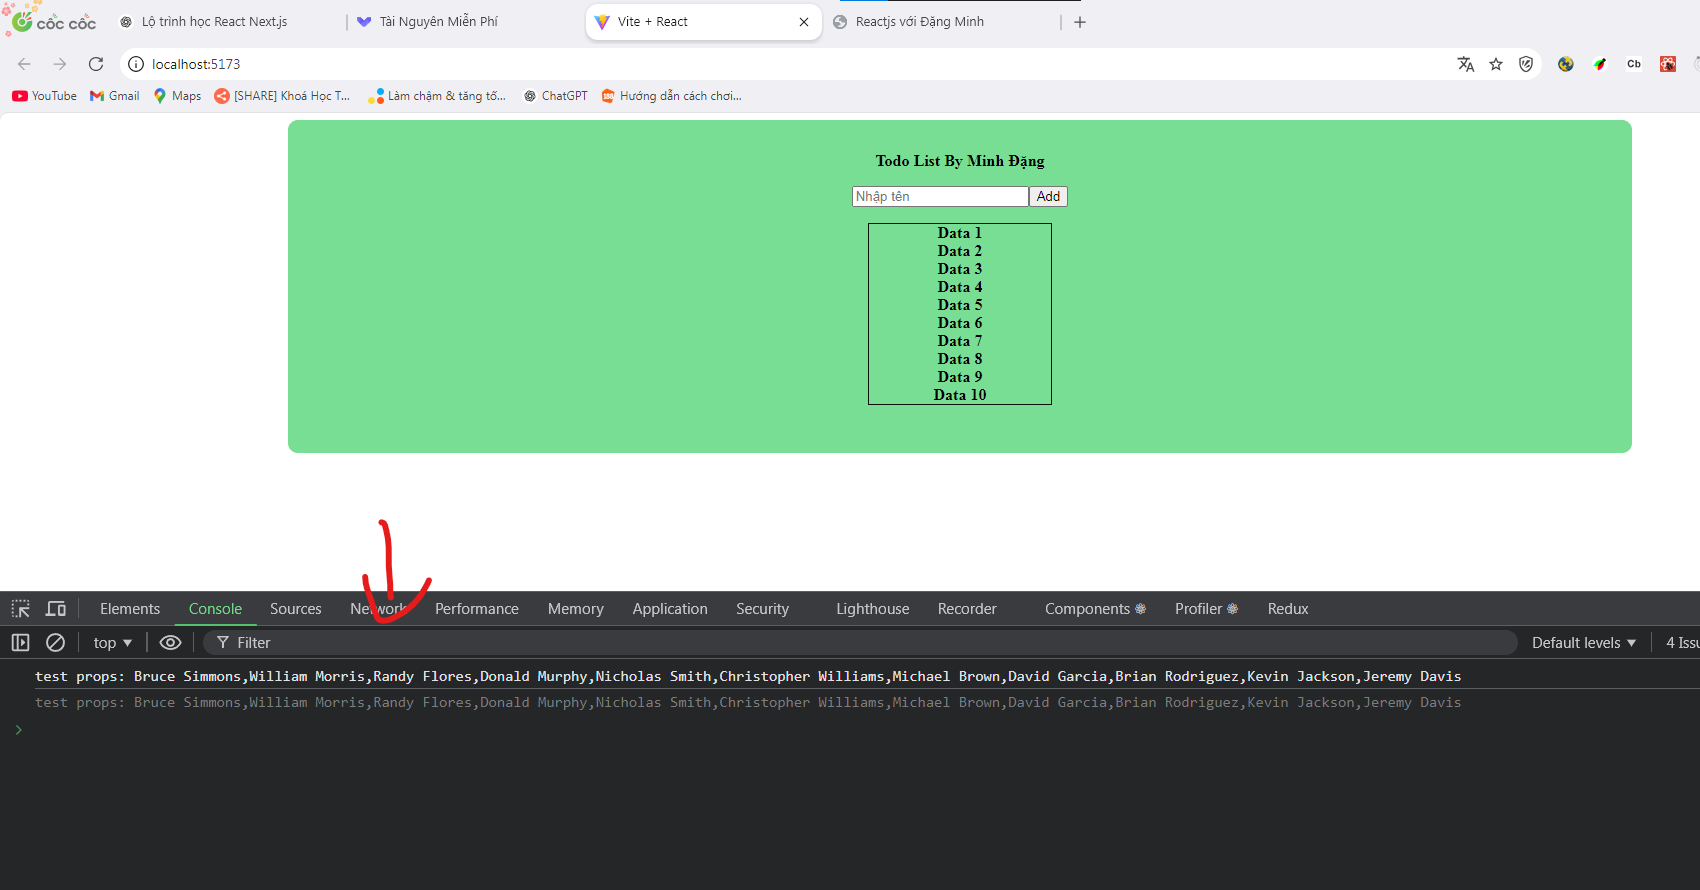 cốc cốc
Lộ trình học React Next.js
Tài Nguyên Miễn Phí
Vite + React
Reactjs với Đặng Minh
localhost:5173
Cb
YouTube
Gmail
Maps
[SHARE] Khoá Học T...
Làm chậm & tăng tố...
ChatGPT
188
Hướng dẫn cách chơi...
Todo List By Minh Đặng
Nhập tên
Add
Data 1
Data 2
Data 3
Data 4
Data 5
Data 6
Data 7
Data 8
Data 9
Data 10
Elements
Console
Sources
Network
Performance
Memory
Application
Security
Lighthouse
Recorder
Components
Profiler
Redux
top
Filter
Default levels
4 Issu
test props: Bruce Simmons,William Morris,Randy Flores,Donald Murphy,Nicholas Smith,Christopher Williams,Michael Brown,David Garcia,Brian Rodriguez,Kevin Jackson,Jeremy Davis
test props: Bruce Simmons,William Morris,Randy Flores,Donald Murphy,Nicholas Smith,Christopher Williams,Michael Brown,David Garcia,Brian Rodriguez,Kevin Jackson,Jeremy Davis